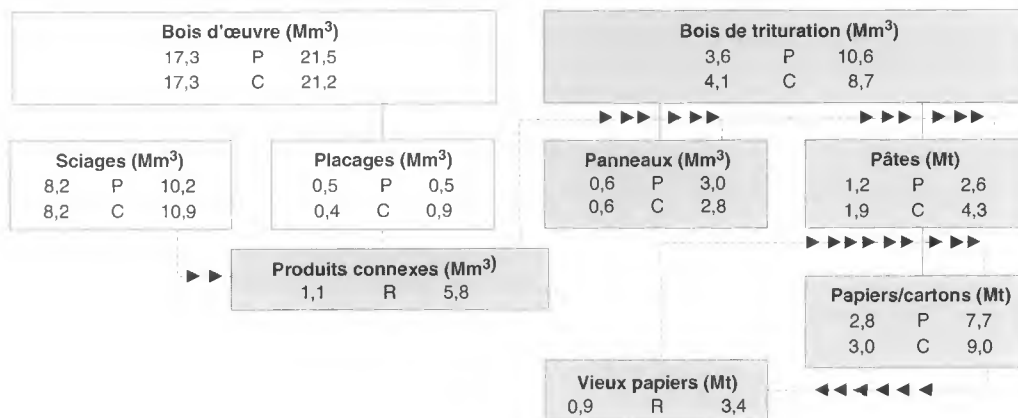 Bois d'œuvre (Mm³)
17,3 P 21,5
17,3 C 21,2
Bois de trituration (Mm³)
3,6 P 10,6
4,1 C 8,7
Sciages (Mm³)
8,2 P 10,2
8,2 C 10,9
Placages (Mm³)
0,5 P 0,5
0,4 C 0,9
Panneaux (Mm³)
0,6 P 3,0
0,6 C 2,8
Pâtes (Mt)
1,2 P 2,6
1,9 C 4,3
Produits connexes (Mm³)
1,1 R 5,8
Papiers/cartons (Mt)
2,8 P 7,7
3,0 C 9,0
Vieux papiers (Mt)
0,9 R 3,4